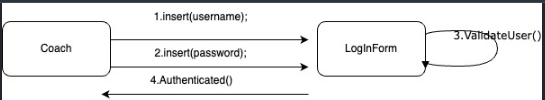 1.insert(username);
Coach
2.insert(password);
LogInForm
3.ValidateUser()
4.Authenticated()